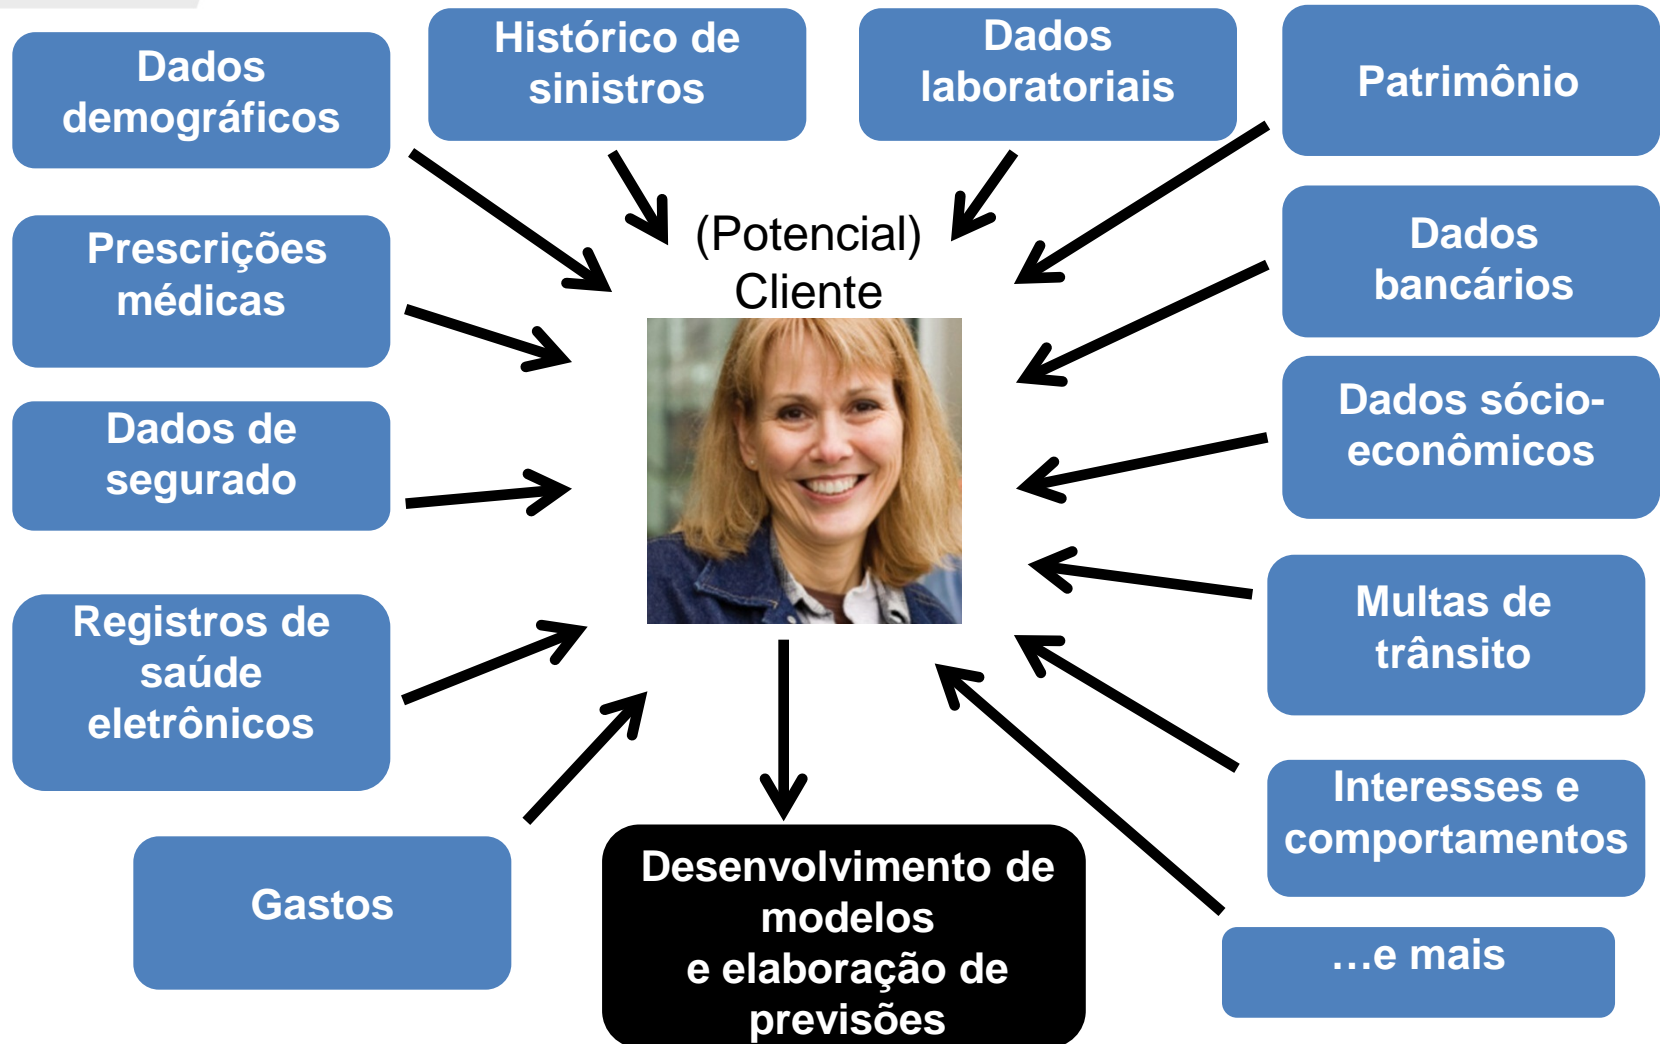 Dados
demográficos
Histórico de
sinistros
Dados
laboratoriais
Patrimônio
Prescrições
médicas
(Potencial)
Cliente
Dados
bancários
Dados de
segurado
Dados sócio-
econômicos
Registros de
saúde
eletrônicos
Multas de
trânsito
Interesses e
comportamentos
Gastos
Desenvolvimento de
modelos
e elaboração de
previsões
…e mais